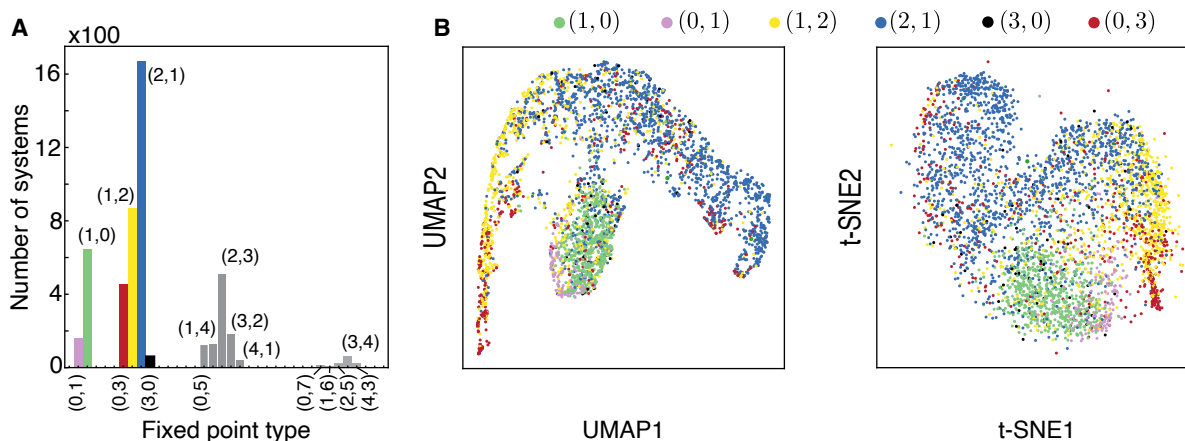 A
x100
Number of systems
16
12
8
4
0
(2,1)
(1,2)
(1,0)
(2,3)
(1,4)
(3,2)
(4,1)
(3,4)
(0,1)
(0,3)
(3,0)
(0,5)
(0,7)
(1,6)
(2,5)
(4,3)
Fixed point type
B
(1, 0) (0, 1) (1, 2) (2, 1) (3, 0) (0, 3)
UMAP2
UMAP1
t-SNE2
t-SNE1